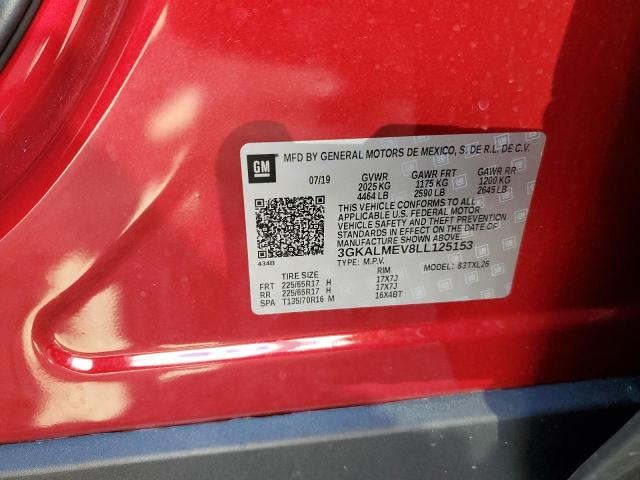 GM MFD BY GENERAL MOTORS DE MEXICO, S. DE R.L. DE C.V.
07/19 GVWR GAWR FRT GAWR RR
2025 KG 1175 KG 1200 KG
4464 LB 2590 LB 2645 LB
THIS VEHICLE CONFORMS TO ALL
APPLICABLE U.S. FEDERAL MOTOR
VEHICLE SAFETY AND THEFT PREVENTION
STANDARDS IN EFFECT ON THE DATE OF
MANUFACTURE SHOWN ABOVE.
3GKALMEV8LL125153
434B TYPE: M.P.V. MODEL: 83TXL26
TIRE SIZE RIM
FRT 225/65R17 H 17X7J
RR 225/65R17 H 17X7J
SPA T135/70R16 M 16X4BT